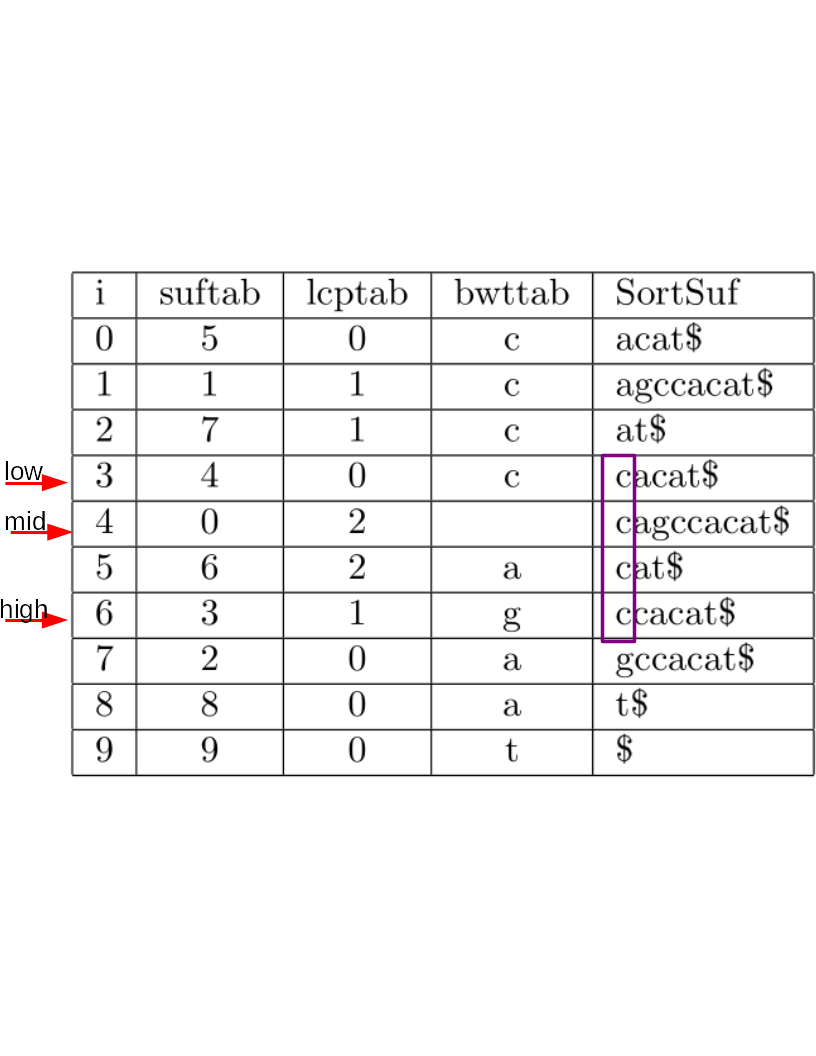 i suftab lcptab bwttab SortSuf
0 5 0 c acat$
1 1 1 c agccacat$
2 7 1 c at$
low 3 4 0 c cacat$
mid 4 0 2 cagccacat$
5 6 2 a cat$
high 6 3 1 g ccacat$
7 2 0 a gccacat$
8 8 0 a t$
9 9 0 t $